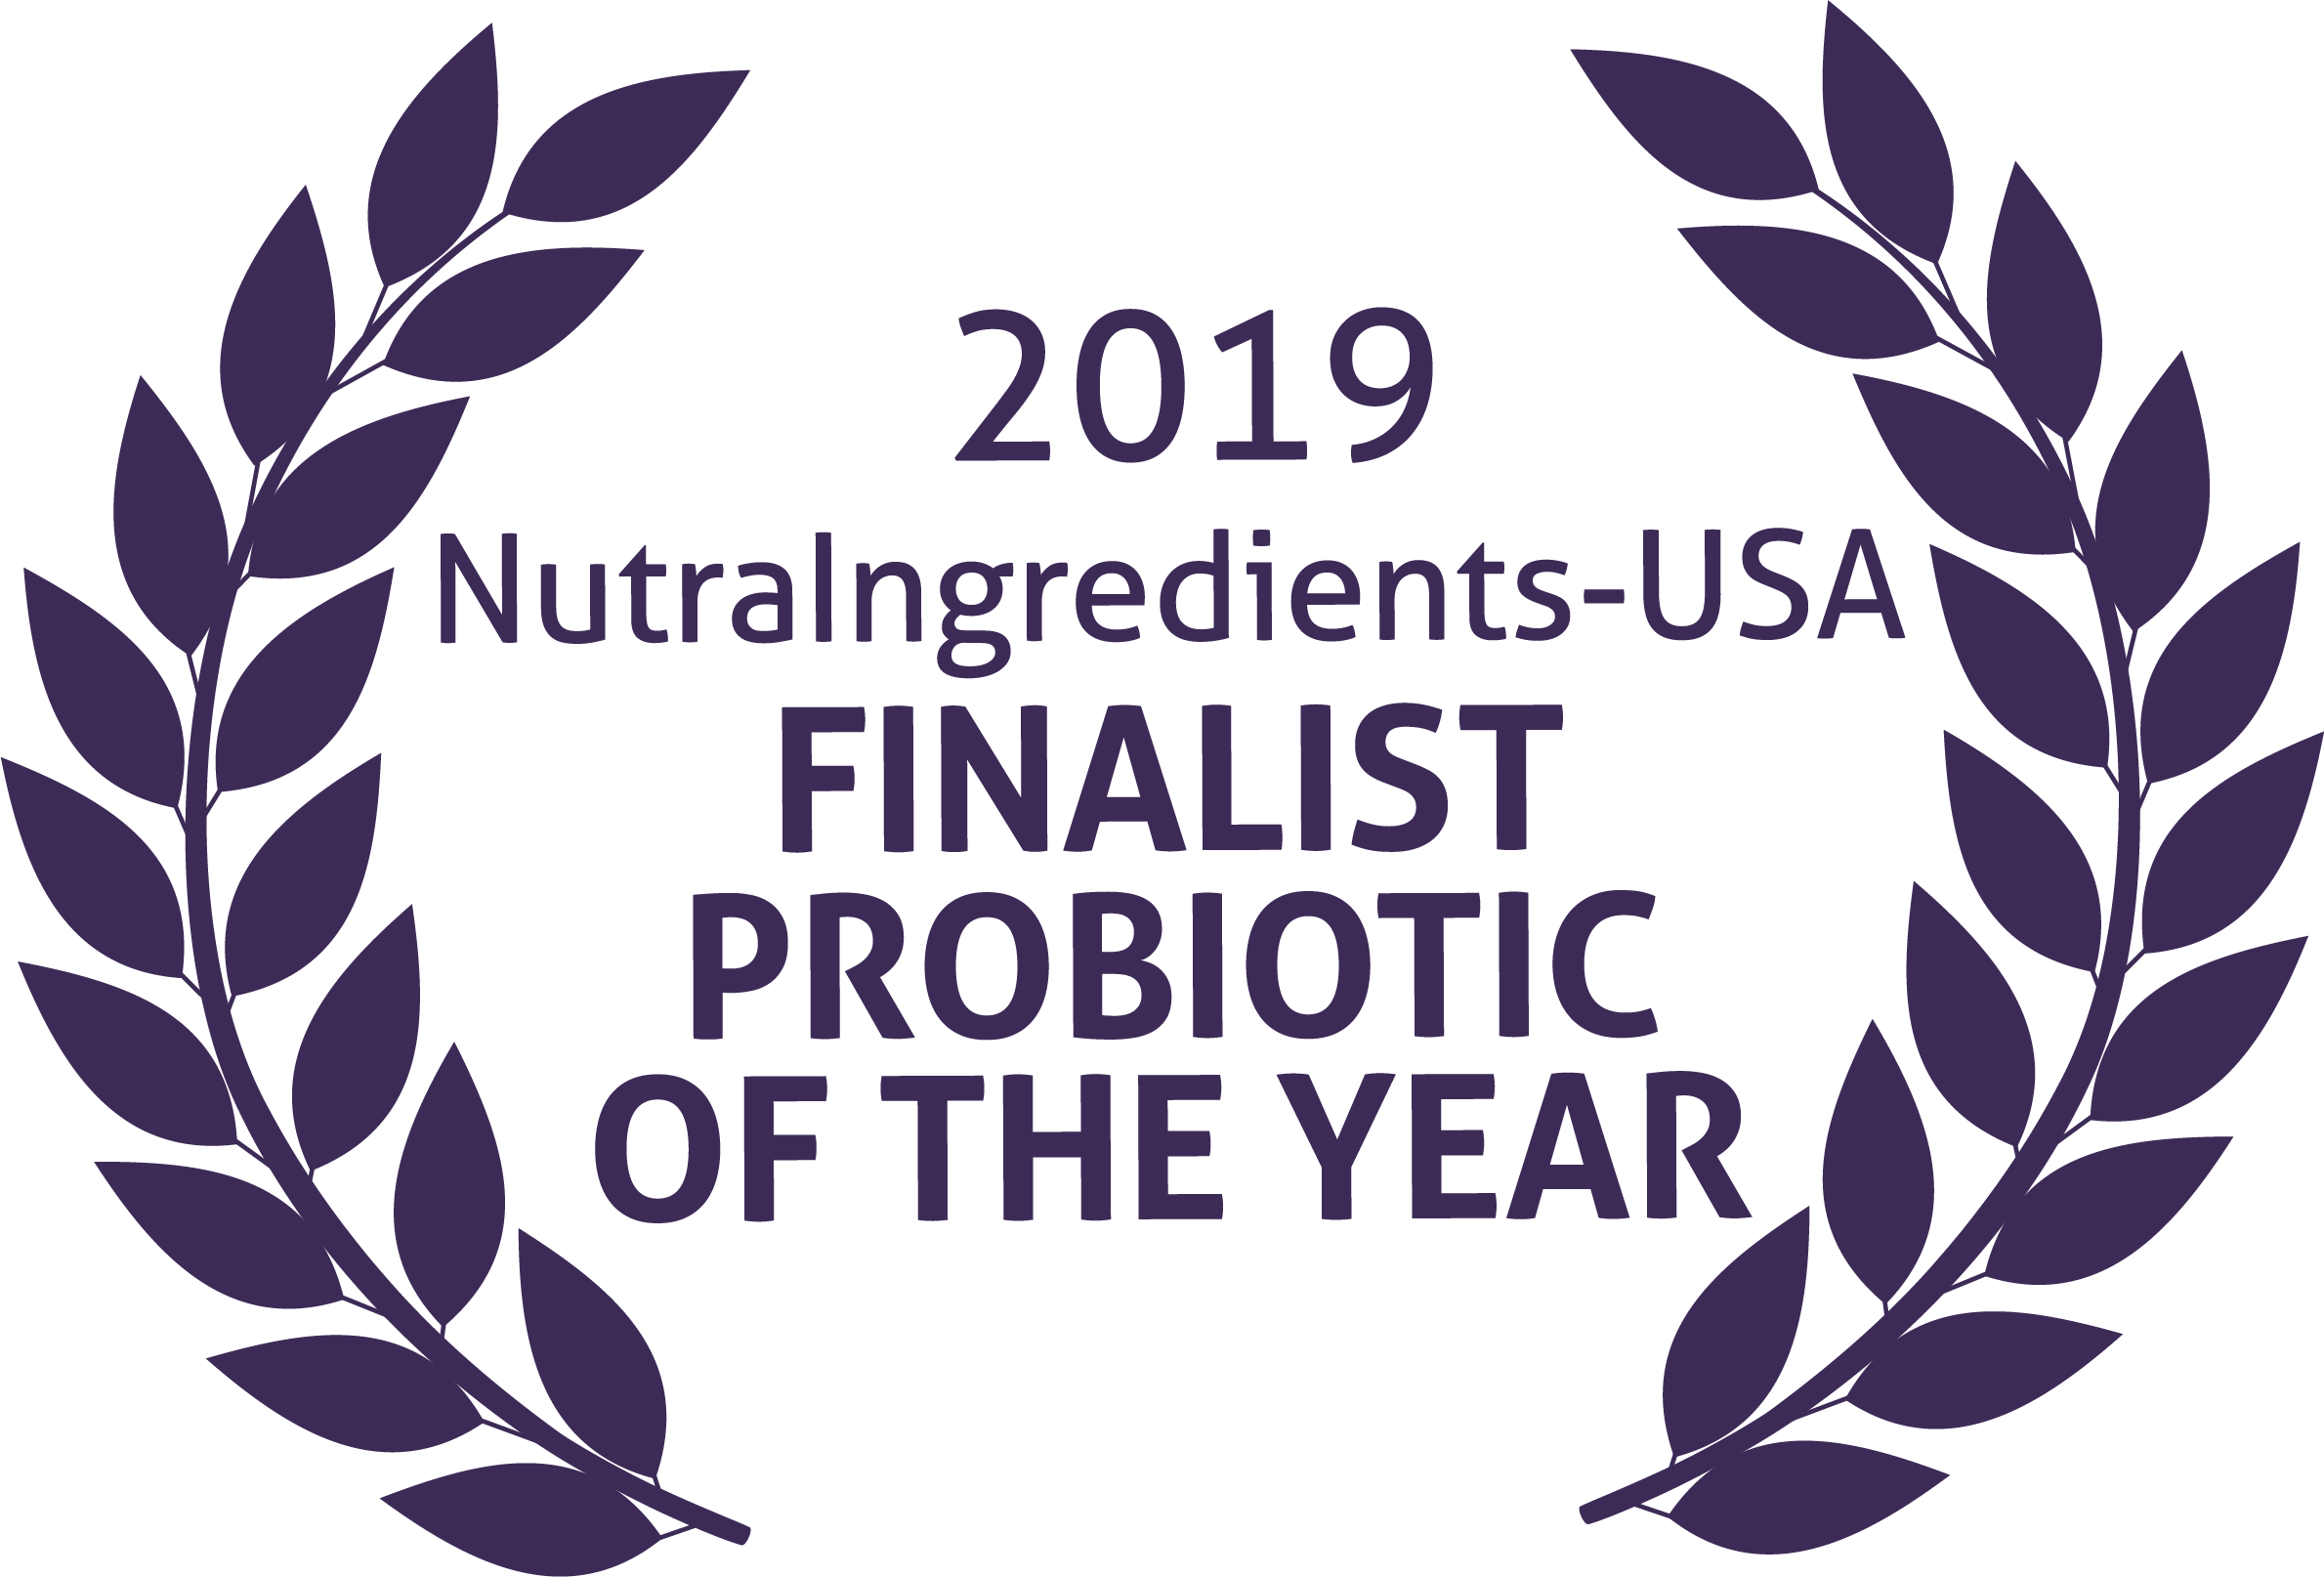 2019
NutraIngredients-USA
FINALIST
PROBIOTIC
OF THE YEAR